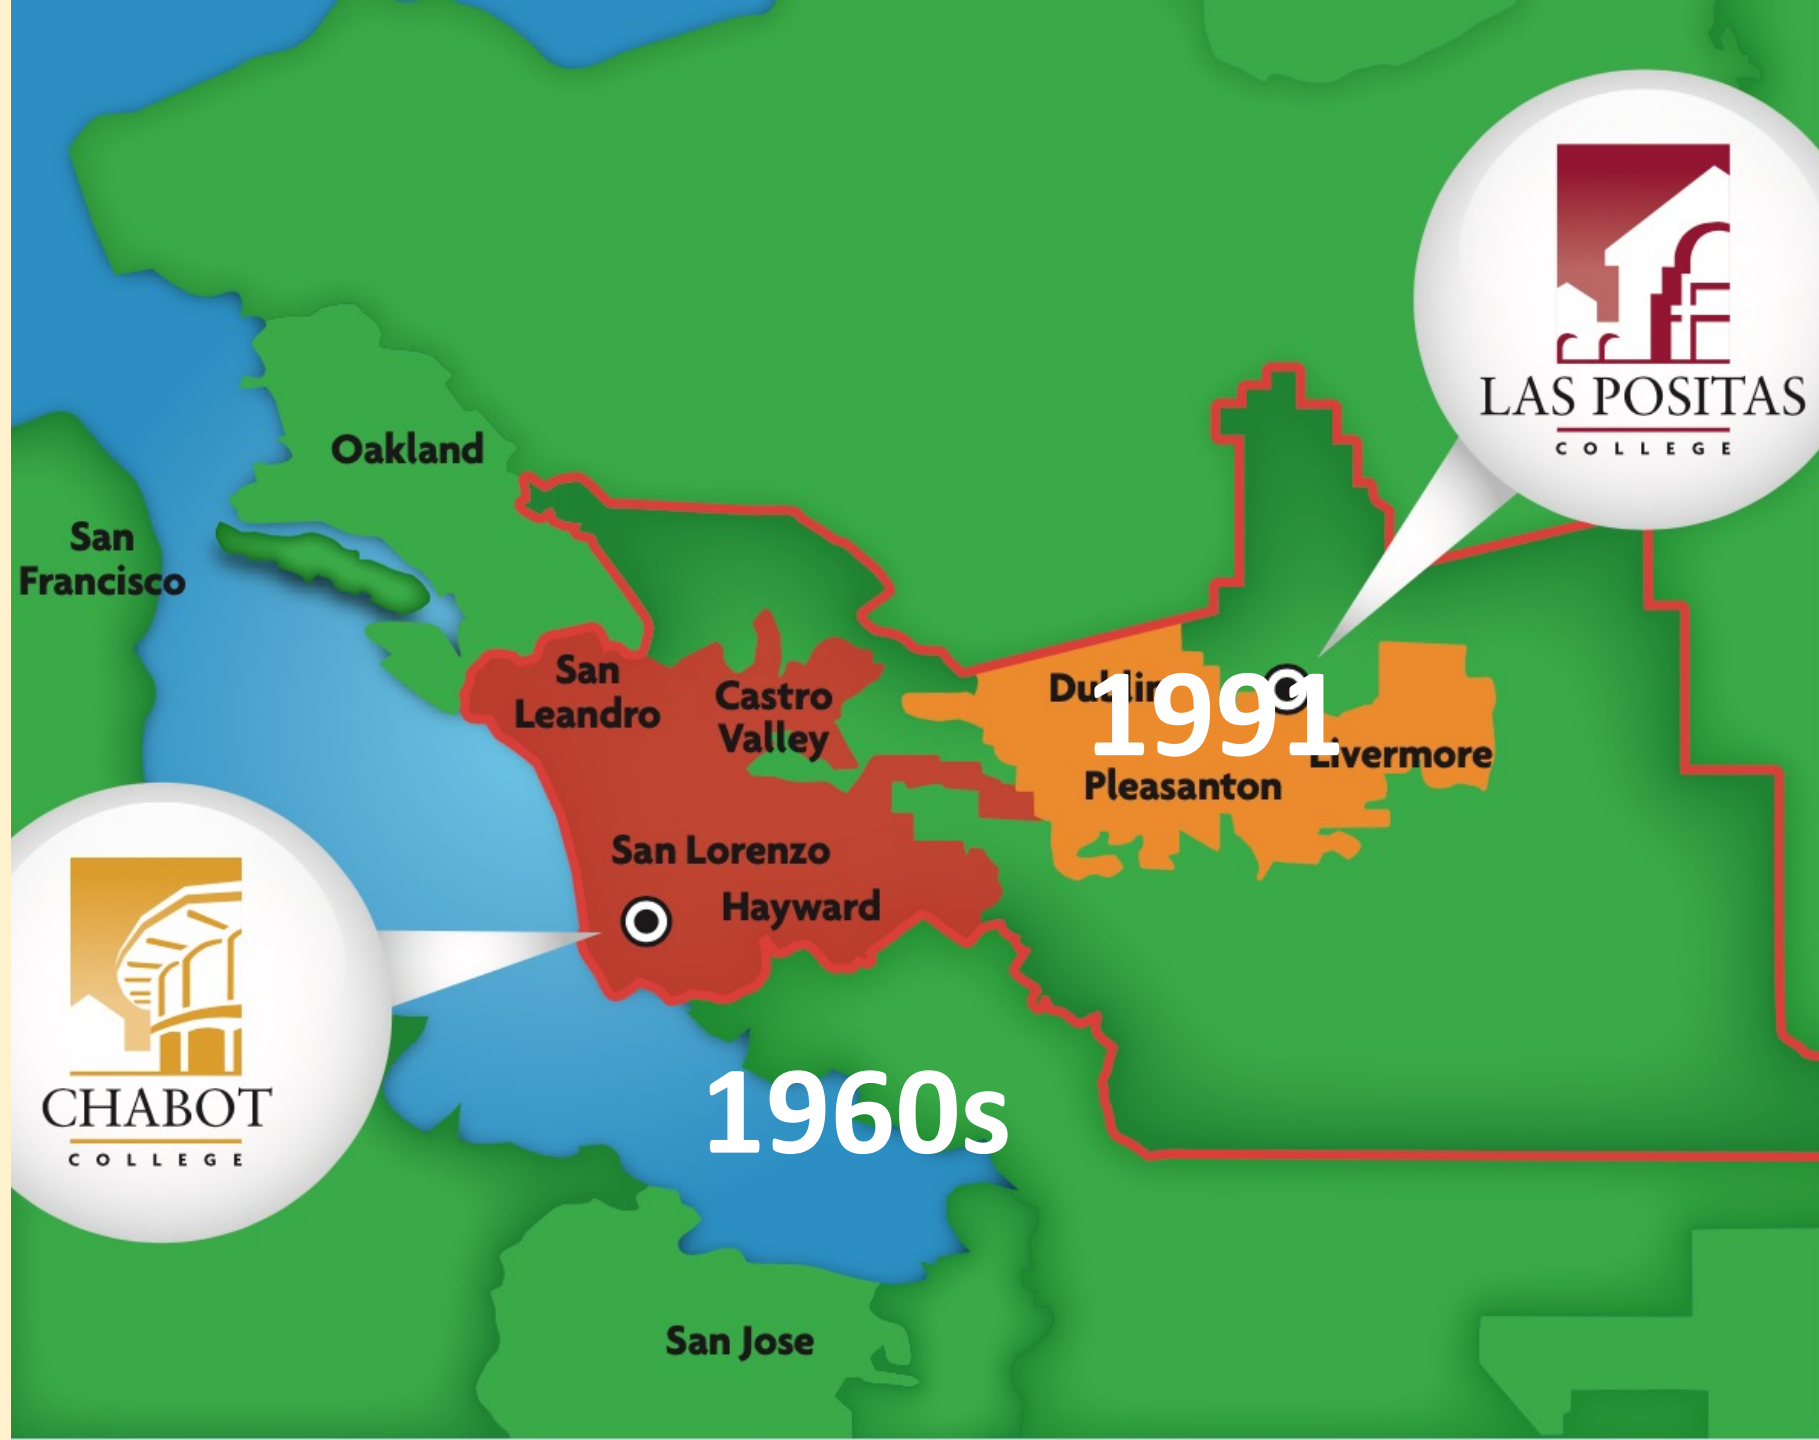 LAS POSITAS
COLLEGE
Oakland
San
Francisco
San
Leandro
Castro
Valley
Dublin
1991
Livermore
Pleasanton
San Lorenzo
Hayward
CHABOT
COLLEGE
1960s
San Jose